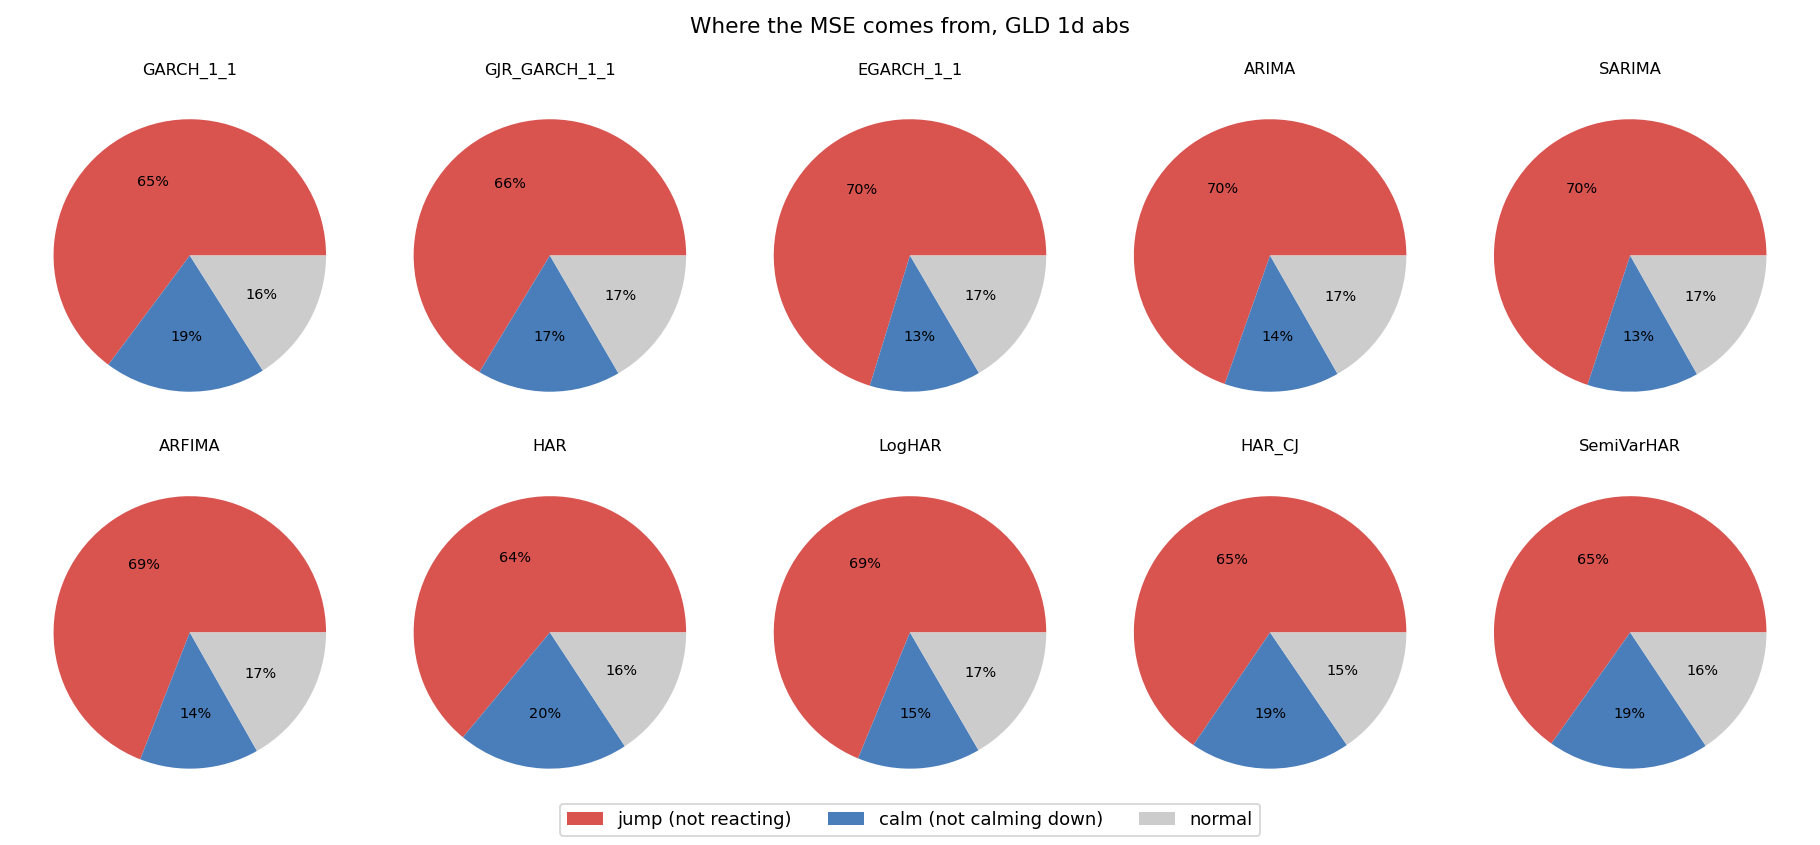 Where the MSE comes from, GLD 1d abs
GARCH_1_1
GJR_GARCH_1_1
EGARCH_1_1
ARIMA
SARIMA
65%
19%
16%
66%
17%
17%
70%
13%
17%
70%
14%
17%
70%
13%
17%
ARFIMA
HAR
LogHAR
HAR_CJ
SemiVarHAR
69%
14%
17%
64%
20%
16%
69%
15%
17%
65%
19%
15%
65%
19%
16%
jump (not reacting)
calm (not calming down)
normal